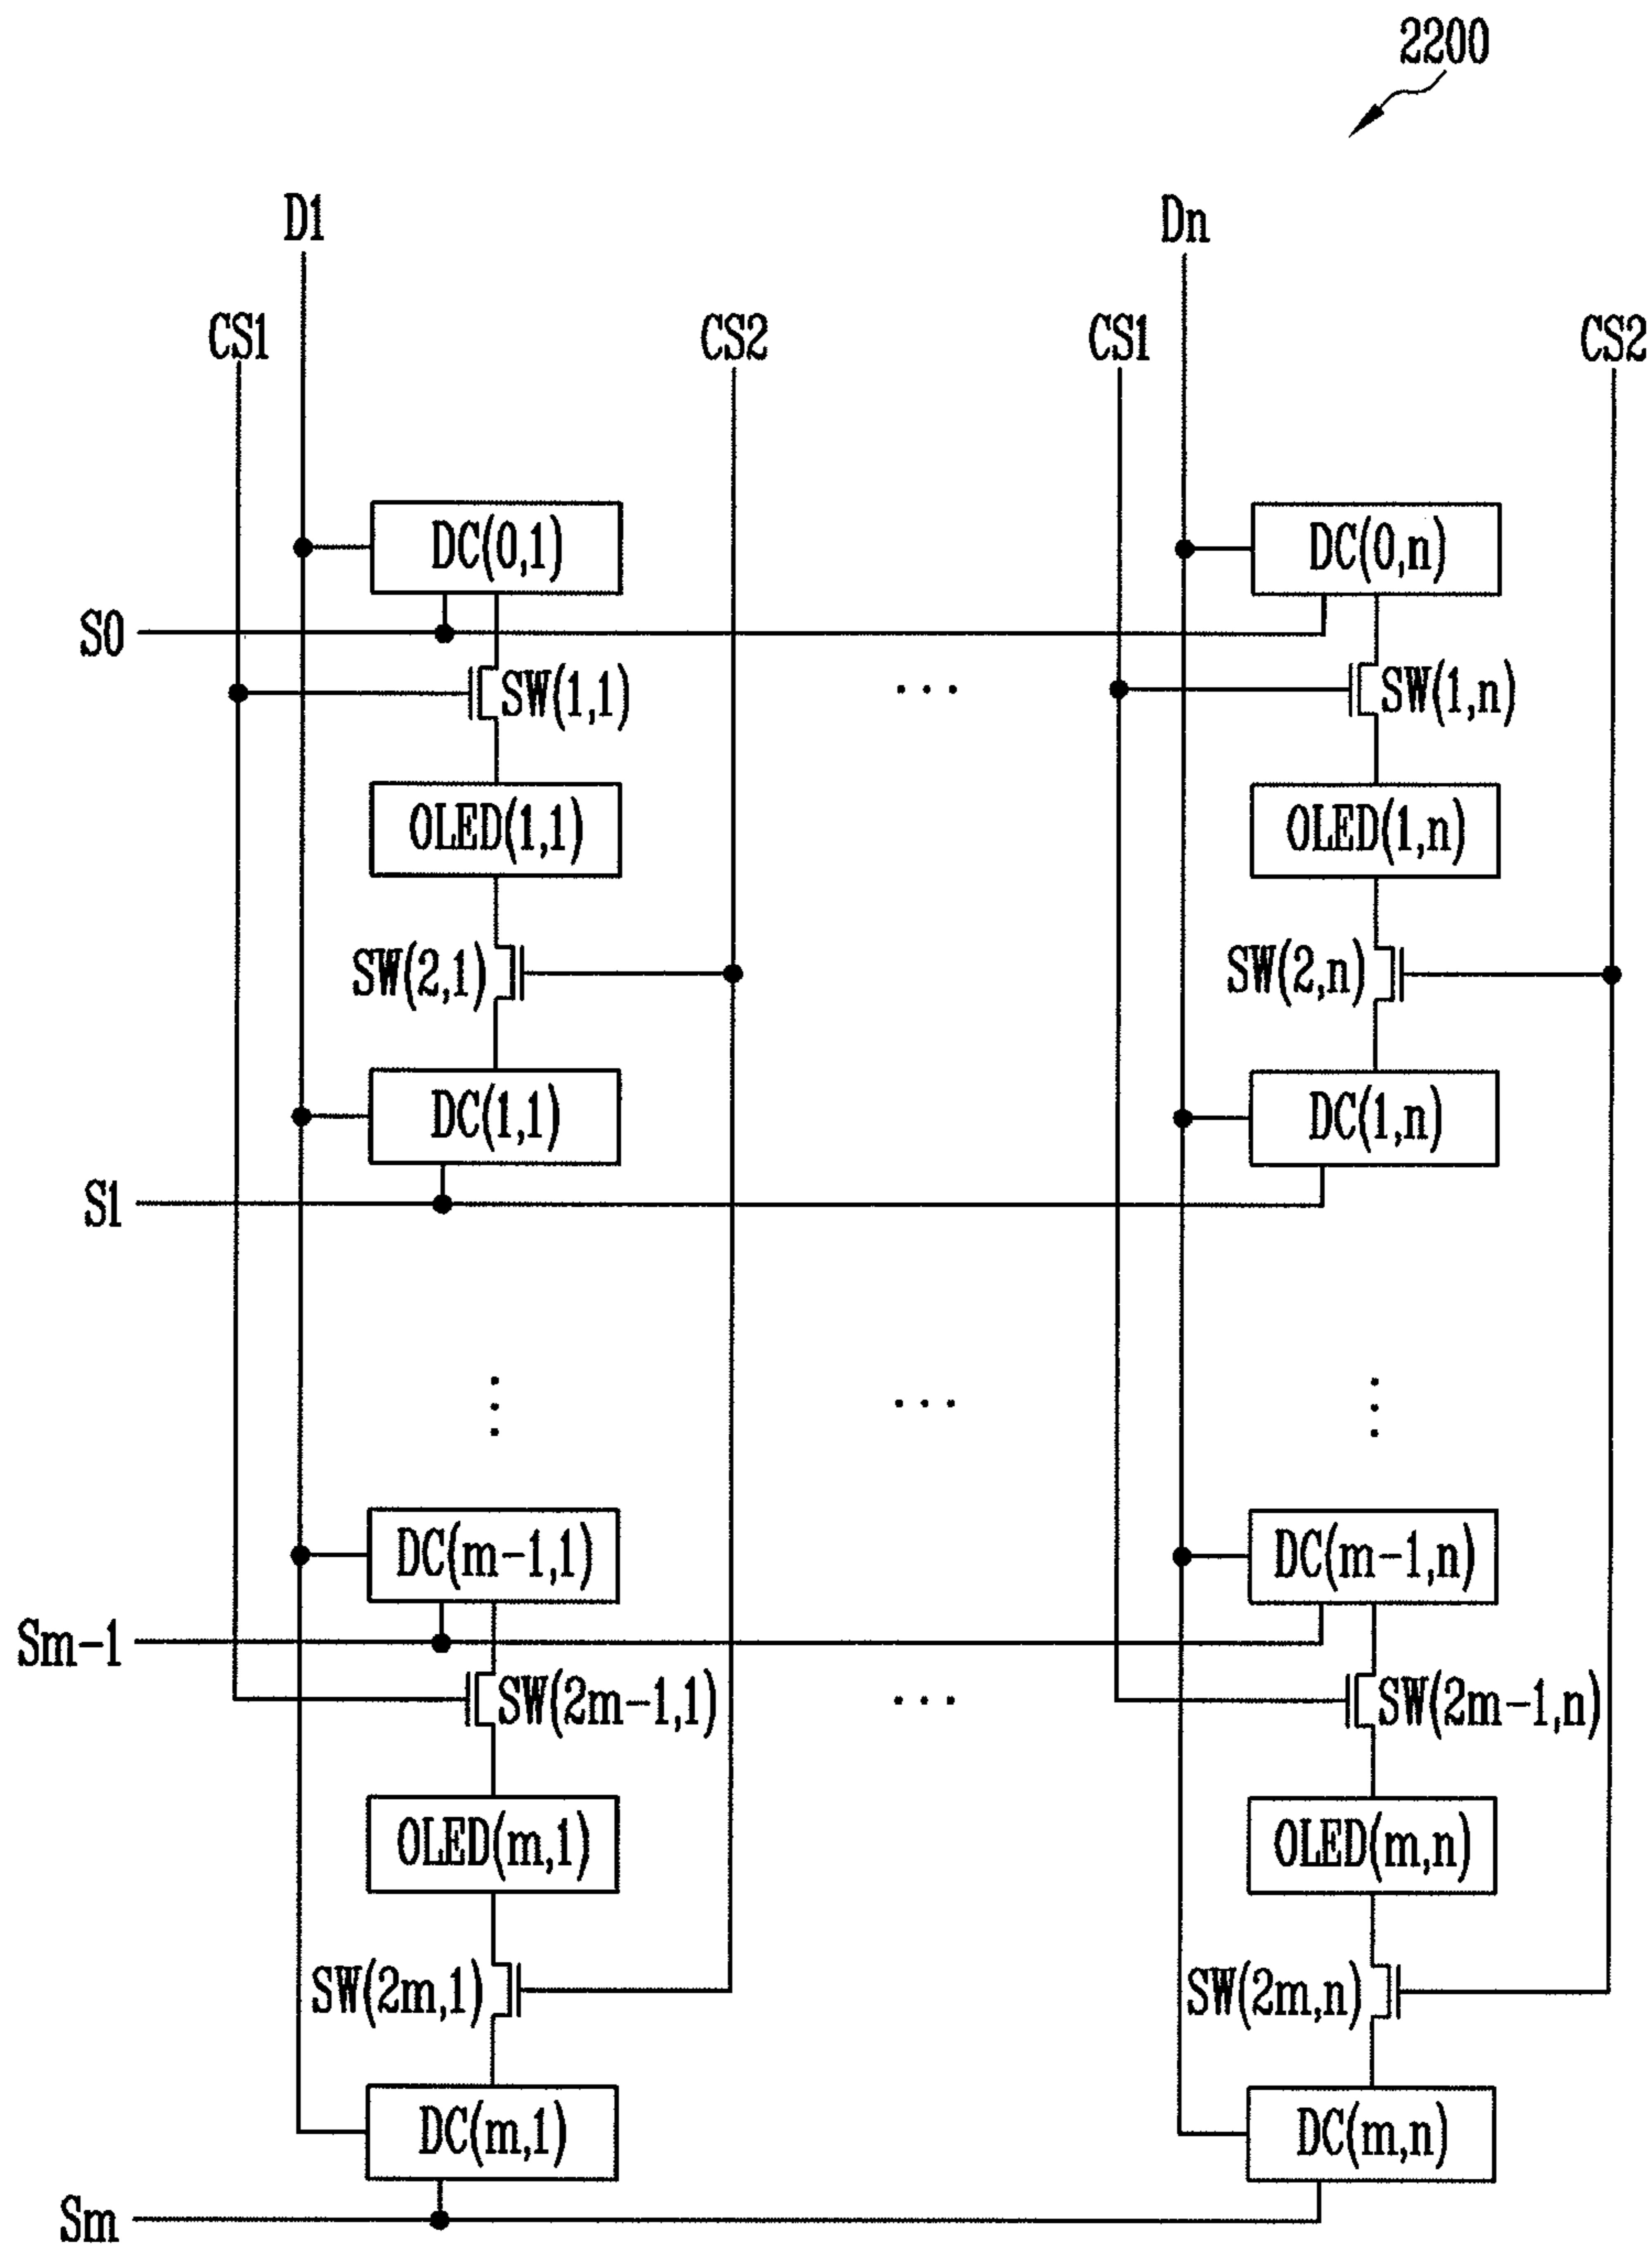 2200
D1 Dn
CS1 CS2 CS1 CS2
DC(0,1) DC(0,n)
S0
SW(1,1) ... SW(1,n)
OLED(1,1) OLED(1,n)
SW(2,1) SW(2,n)
DC(1,1) DC(1,n)
S1
...
DC(m-1,1) DC(m-1,n)
Sm-1
SW(2m-1,1) ... SW(2m-1,n)
OLED(m,1) OLED(m,n)
SW(2m,1) SW(2m,n)
DC(m,1) DC(m,n)
Sm